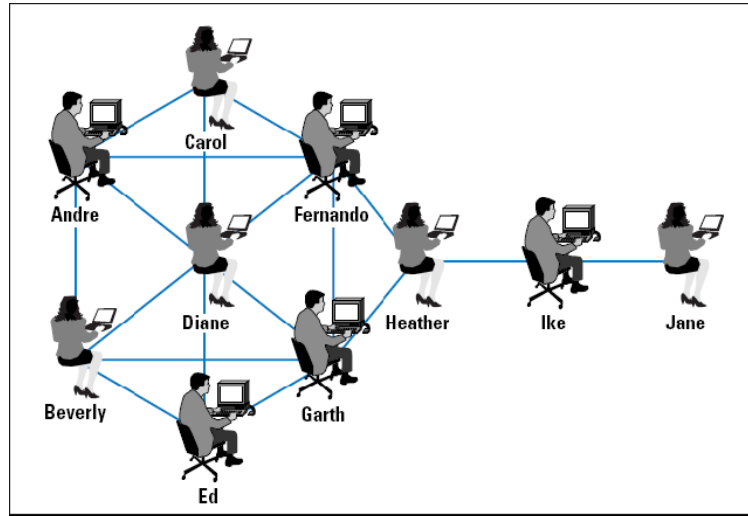 Carol
Andre
Fernando
Diane
Heather
Ike
Jane
Beverly
Garth
Ed